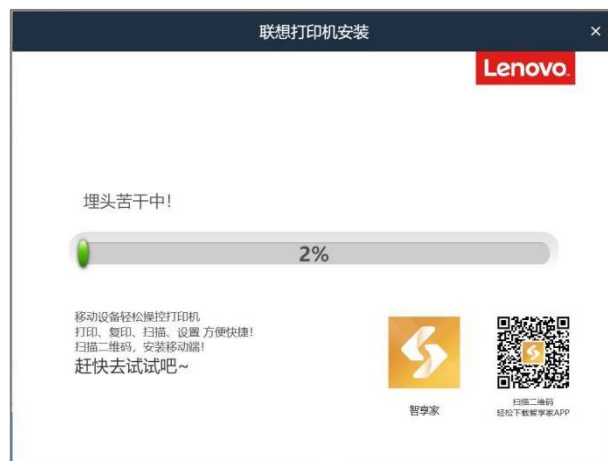 联想打印机安装
×
Lenovo.
埋头苦干中!
2%
移动设备轻松操控打印机
打印、复印、扫描、设置 方便快捷!
扫描二维码,安装移动端!
赶快去试试吧~
智享家
扫描二维码
轻松下载智享家APP